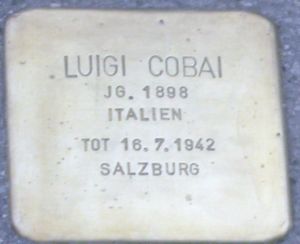 LUIGI COBAI
JG. 1898
ITALIEN
TOT 16.7.1942
SALZBURG